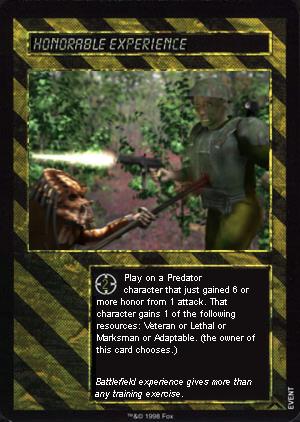 HONORABLE EXPERIENCE
2
Play on a Predator
character that just gained 6 or
more honor from 1 attack. That
character gains 1 of the following
resources: Veteran or Lethal or
Marksman or Adaptable. (the owner of
this card chooses.)
Battlefield experience gives more than
any training exercise.
EVENT
™&© 1998 Fox